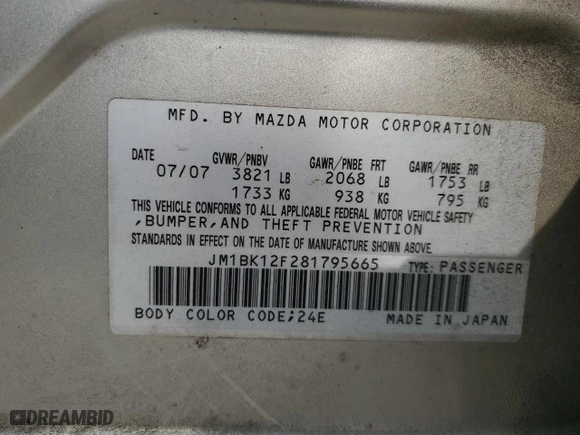 MFD. BY MAZDA MOTOR CORPORATION
DATE GVWR/PNBV GAWR/PNBE FRT GAWR/PNBE RR
07/07 3821 LB 2068 LB 1753 LB
1733 KG 938 KG 795 KG
THIS VEHICLE CONFORMS TO ALL APPLICABLE FEDERAL MOTOR VEHICLE SAFETY
,BUMPER,AND THEFT PREVENTION
STANDARDS IN EFFECT ON THE DATE OF MANUFACTURE SHOWN ABOVE.
JM1BK12F281795665 TYPE: PASSENGER
BODY COLOR CODE;24E MADE IN JAPAN
DREAMBID